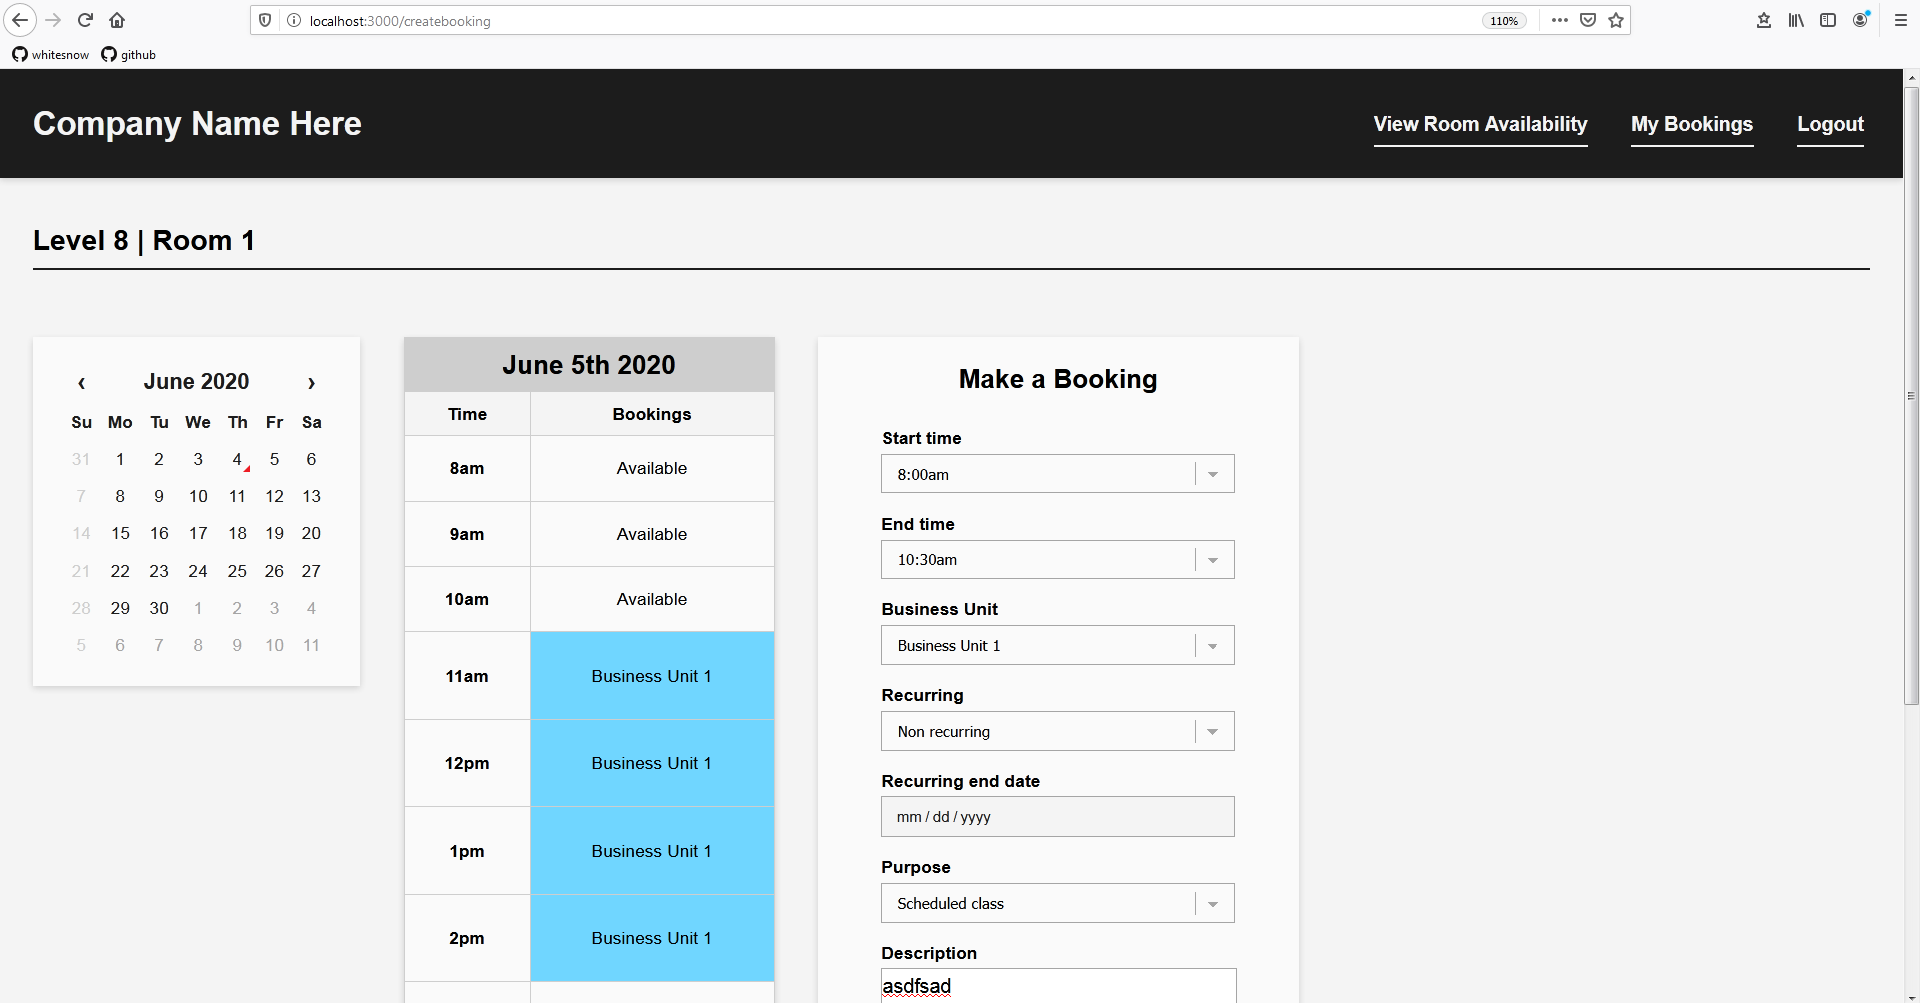 localhost:3000/createbooking
110%
whitesnow github
Company Name Here
View Room Availability My Bookings Logout
Level 8 | Room 1
‹ June 2020 ›
Su Mo Tu We Th Fr Sa
31 1 2 3 4 5 6
7 8 9 10 11 12 13
14 15 16 17 18 19 20
21 22 23 24 25 26 27
28 29 30 1 2 3 4
5 6 7 8 9 10 11
June 5th 2020
Time Bookings
8am Available
9am Available
10am Available
11am Business Unit 1
12pm Business Unit 1
1pm Business Unit 1
2pm Business Unit 1
Make a Booking
Start time
8:00am
End time
10:30am
Business Unit
Business Unit 1
Recurring
Non recurring
Recurring end date
mm / dd / yyyy
Purpose
Scheduled class
Description
asdfsad